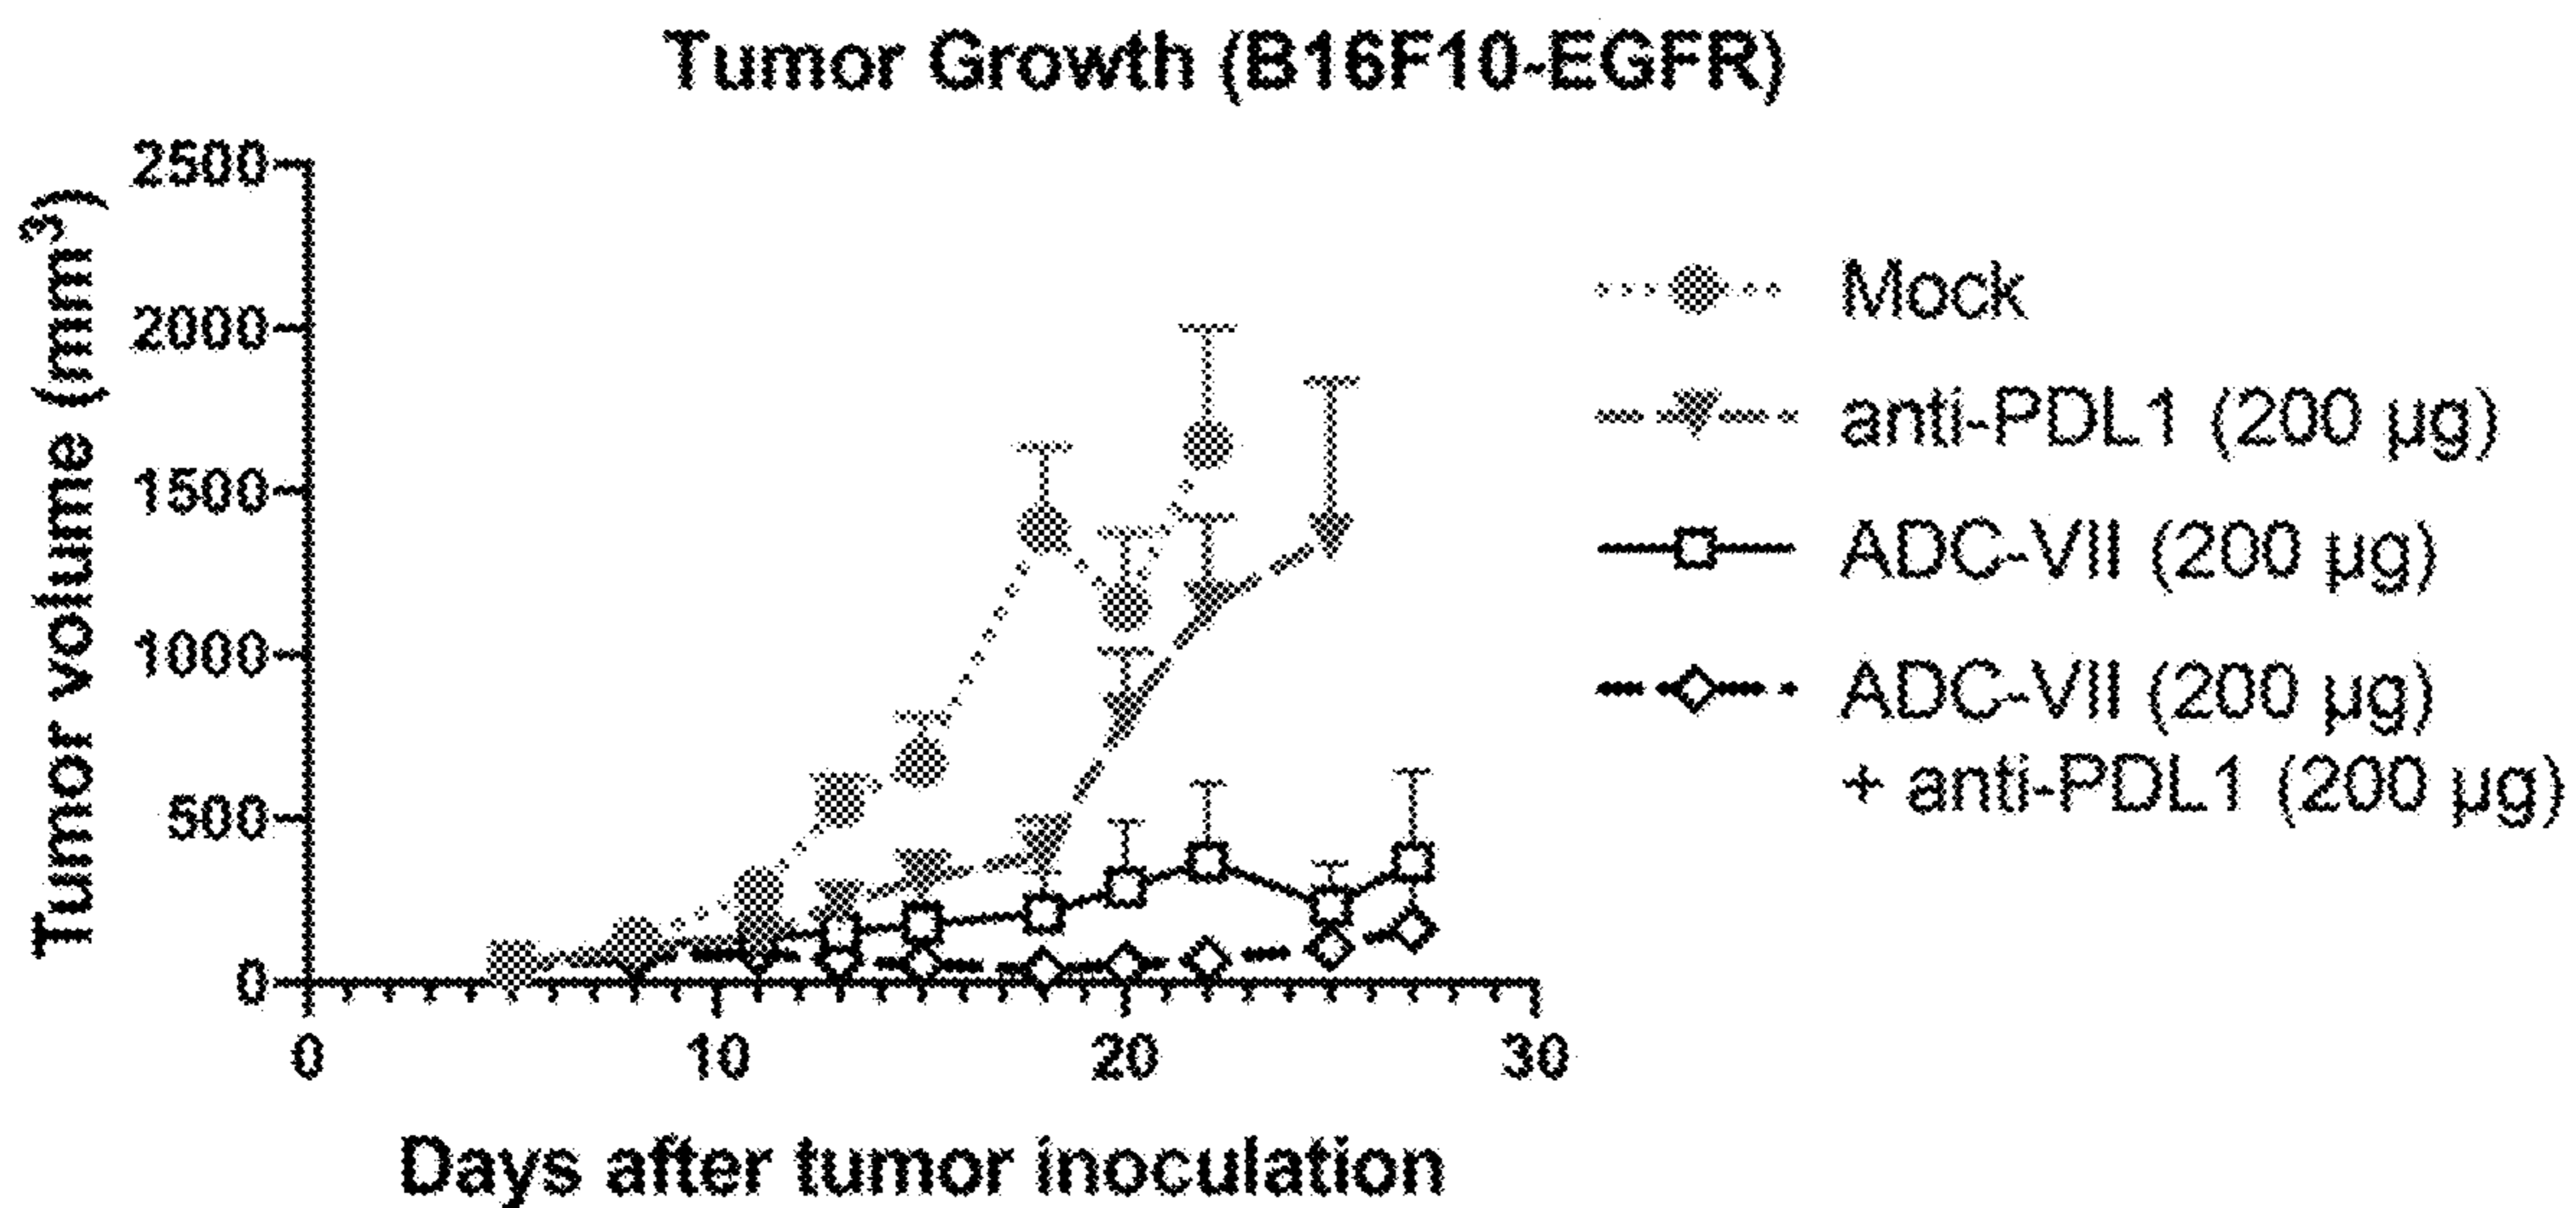 Tumor Growth (B16F10-EGFR)
Tumor volume (mm³)
2500
2000
1500
1000
500
0
0
10
20
30
Days after tumor inoculation
Mock
anti-PDL1 (200 µg)
ADC-VII (200 µg)
ADC-VII (200 µg)
+ anti-PDL1 (200 µg)